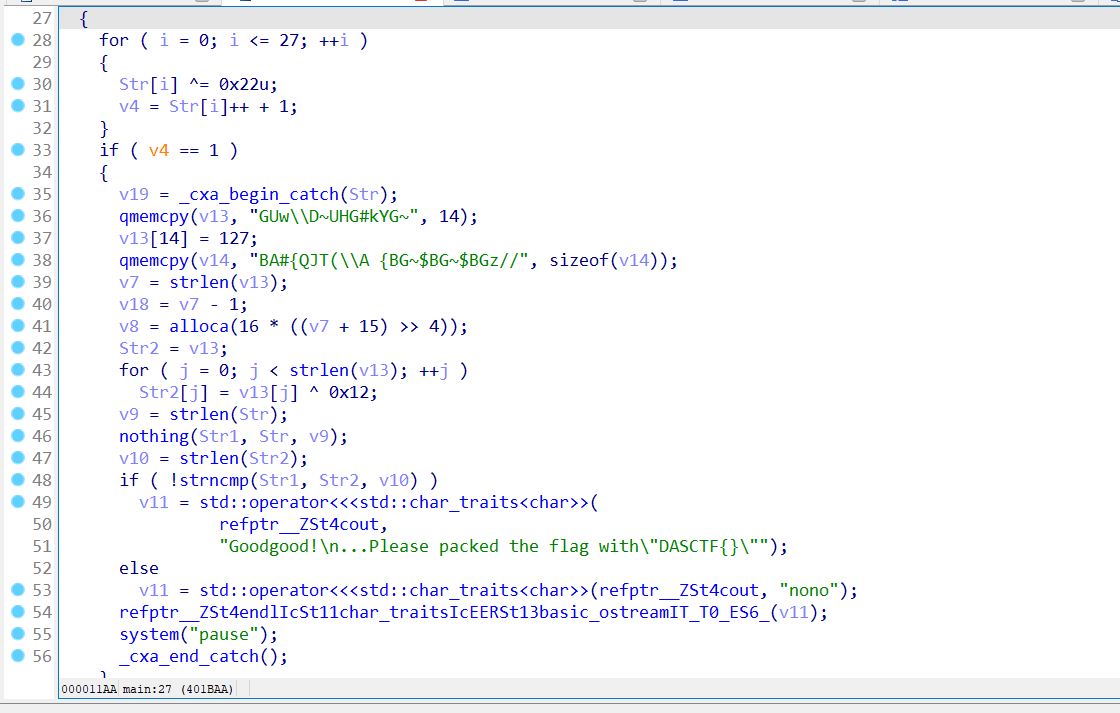 27 {
28 for ( i = 0; i <= 27; ++i )
29 {
30 Str[i] ^= 0x22u;
31 v4 = Str[i]++ + 1;
32 }
33 if ( v4 == 1 )
34 {
35 v19 = _cxa_begin_catch(Str);
36 qmemcpy(v13, "GUw\\D~UHG#kYG~", 14);
37 v13[14] = 127;
38 qmemcpy(v14, "BA#{QJT(\\A {BG~$BG~$BGz//", sizeof(v14));
39 v7 = strlen(v13);
40 v18 = v7 - 1;
41 v8 = alloca(16 * ((v7 + 15) >> 4));
42 Str2 = v13;
43 for ( j = 0; j < strlen(v13); ++j )
44 Str2[j] = v13[j] ^ 0x12;
45 v9 = strlen(Str);
46 nothing(Str1, Str, v9);
47 v10 = strlen(Str2);
48 if ( !strncmp(Str1, Str2, v10) )
49 v11 = std::operator<<<std::char_traits<char>>(
50 refptr__ZSt4cout,
51 "Goodgood!\n...Please packed the flag with\"DASCTF{}\"");
52 else
53 v11 = std::operator<<<std::char_traits<char>>(refptr__ZSt4cout, "nono");
54 refptr__ZSt4endlIcSt11char_traitsIcEERSt13basic_ostreamIT_T0_ES6_(v11);
55 system("pause");
56 _cxa_end_catch();
000011AA main:27 (401BAA)